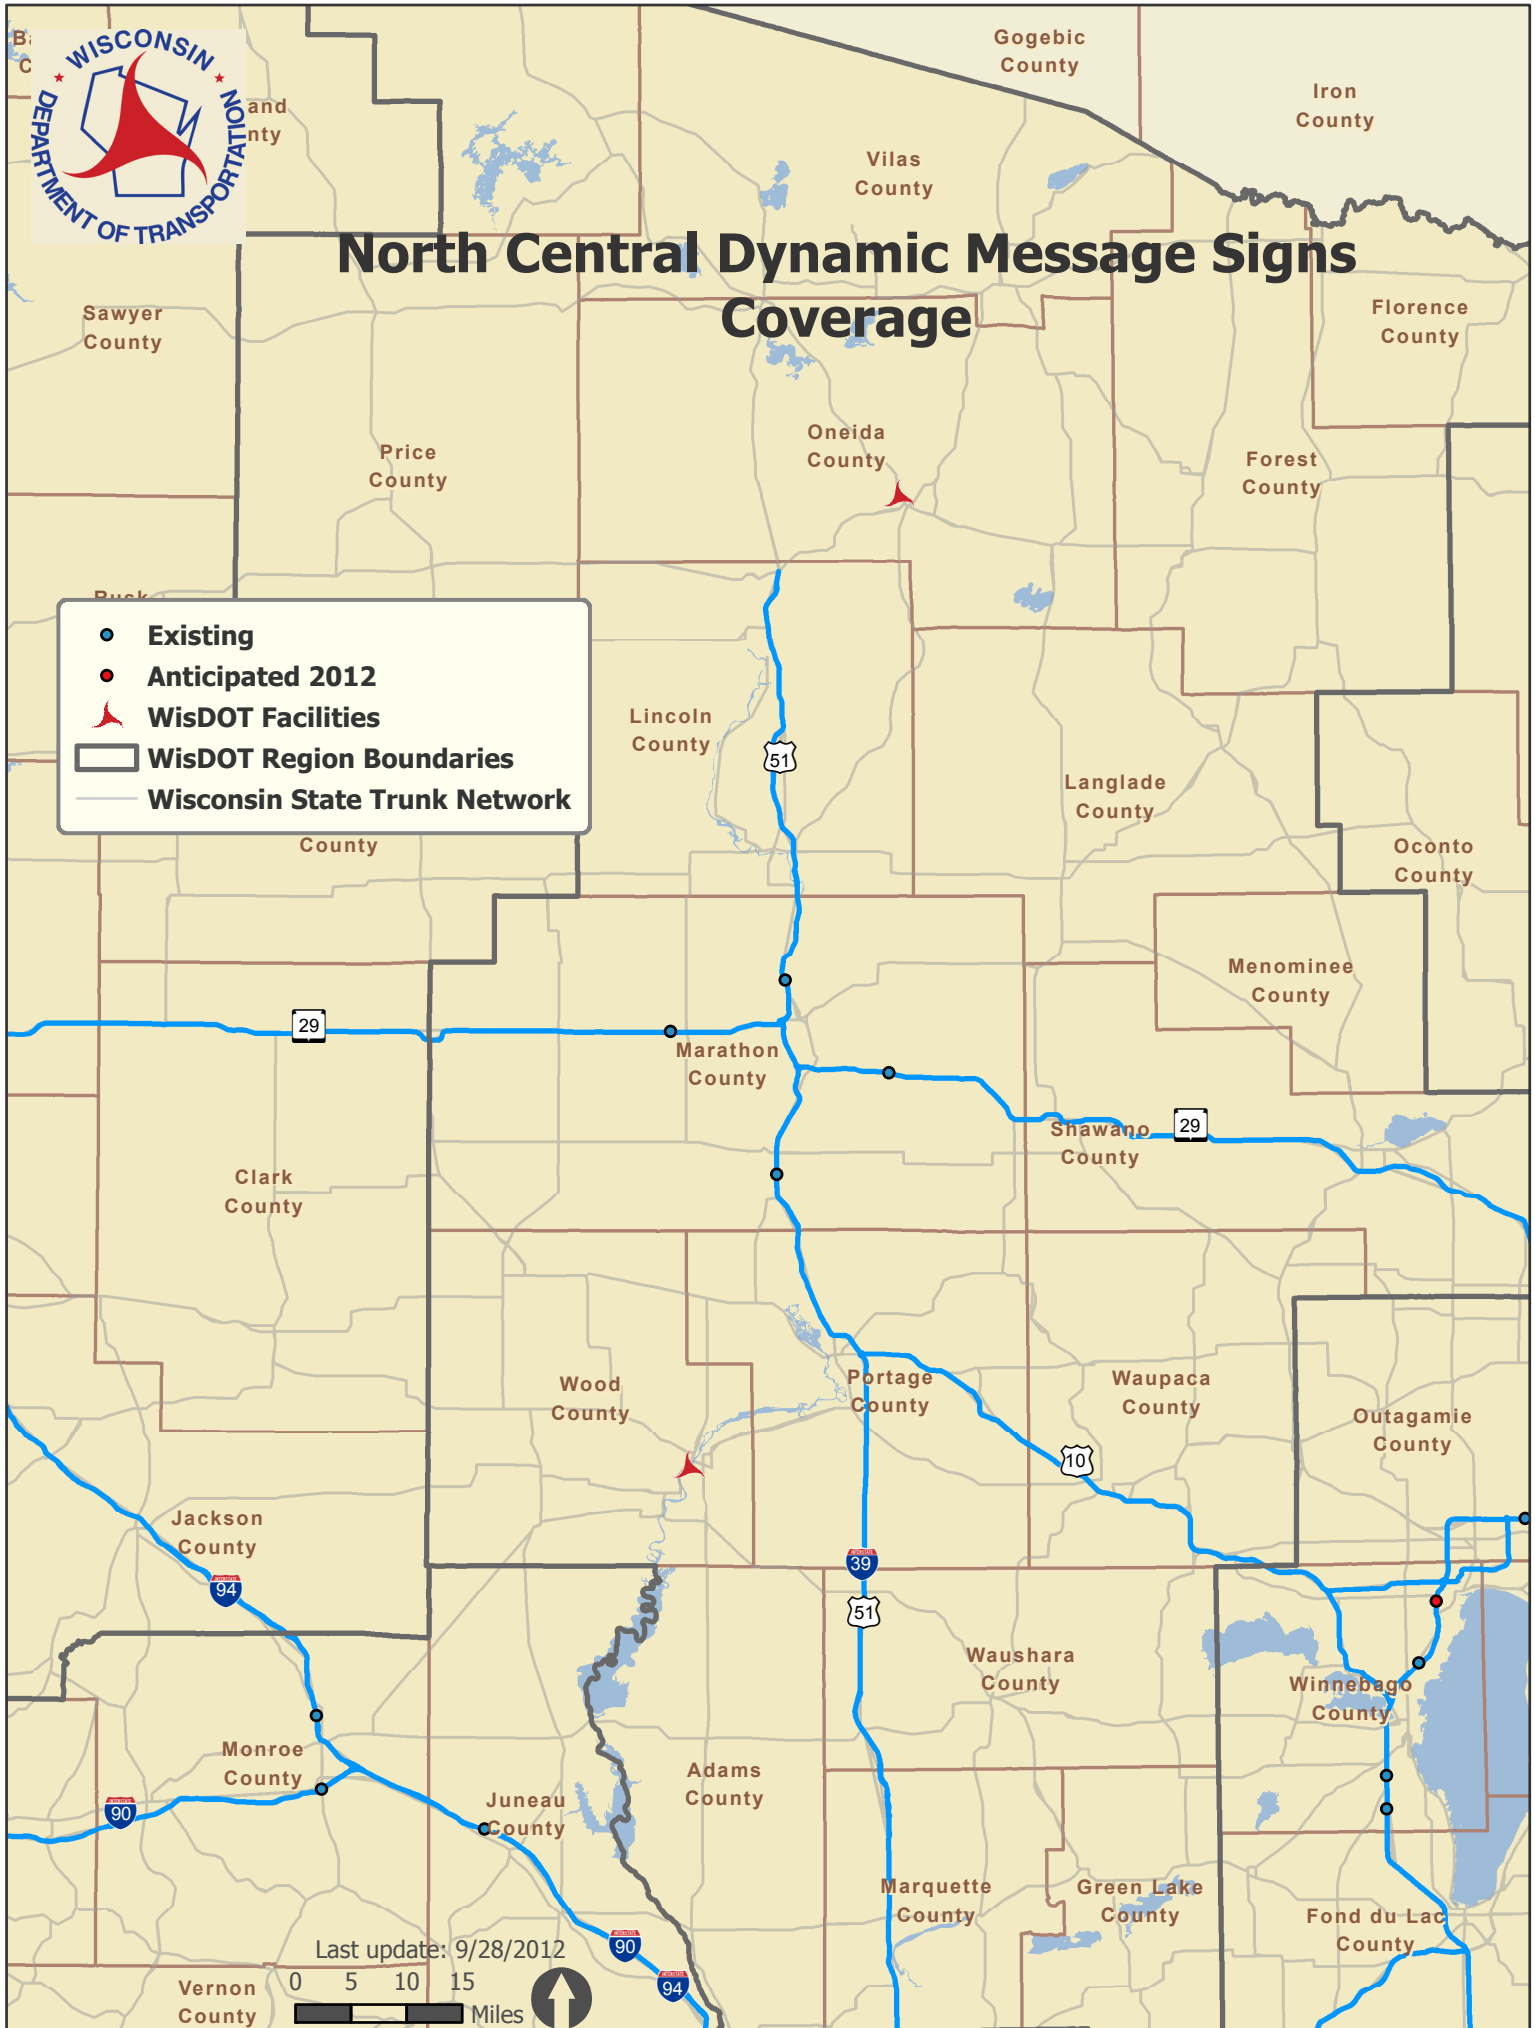 WISCONSIN
DEPARTMENT OF TRANSPORTATION
Gogebic
County
Iron
County
Vilas
County
North Central Dynamic Message Signs
Coverage
Sawyer
County
Florence
County
Price
County
Oneida
County
Forest
County
Existing
Anticipated 2012
WisDOT Facilities
WisDOT Region Boundaries
Wisconsin State Trunk Network
Lincoln
County
51
Langlade
County
County
Oconto
County
Menominee
County
29
Marathon
County
29
Shawano
County
Clark
County
Wood
County
Portage
County
Waupaca
County
Outagamie
County
10
Jackson
County
INTERSTATE
94
INTERSTATE
39
51
Waushara
County
Winnebago
County
Monroe
County
Adams
County
INTERSTATE
90
Juneau
County
Marquette
County
Green Lake
County
Fond du Lac
County
INTERSTATE
90
INTERSTATE
94
Last update: 9/28/2012
0 5 10 15
Miles
Vernon
County